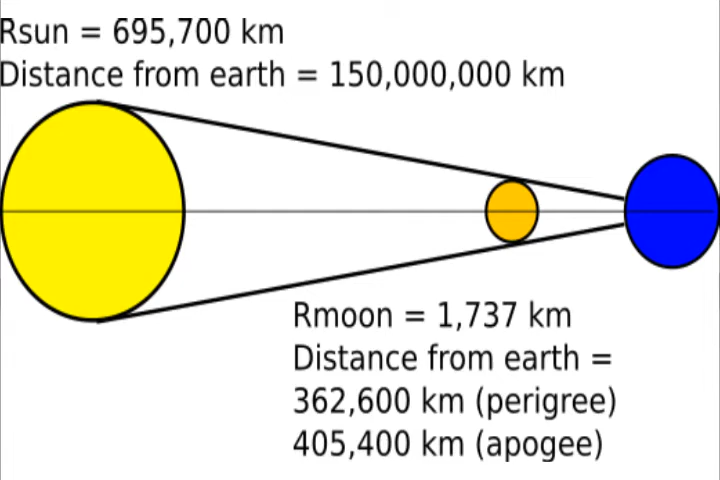 Rsun = 695,700 km
Distance from earth = 150,000,000 km
Rmoon = 1,737 km
Distance from earth =
362,600 km (perigree)
405,400 km (apogee)